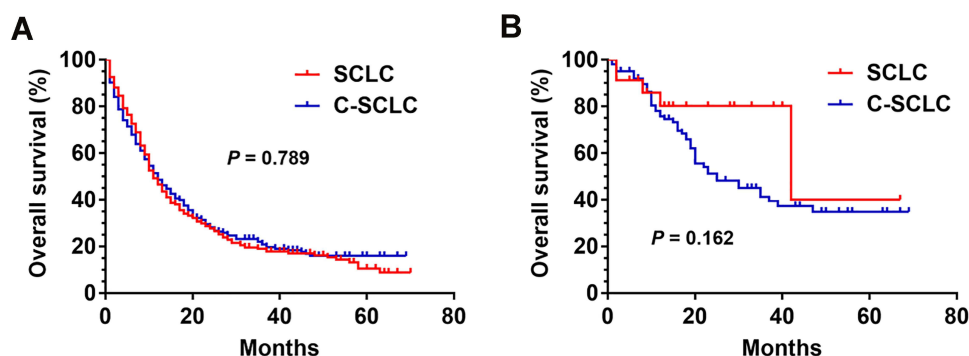 A
Overall survival (%)
100
80
60
40
20
0
SCLC
C-SCLC
P = 0.789
0 20 40 60 80
Months
B
Overall survival (%)
100
80
60
40
20
0
SCLC
C-SCLC
P = 0.162
0 20 40 60 80
Months